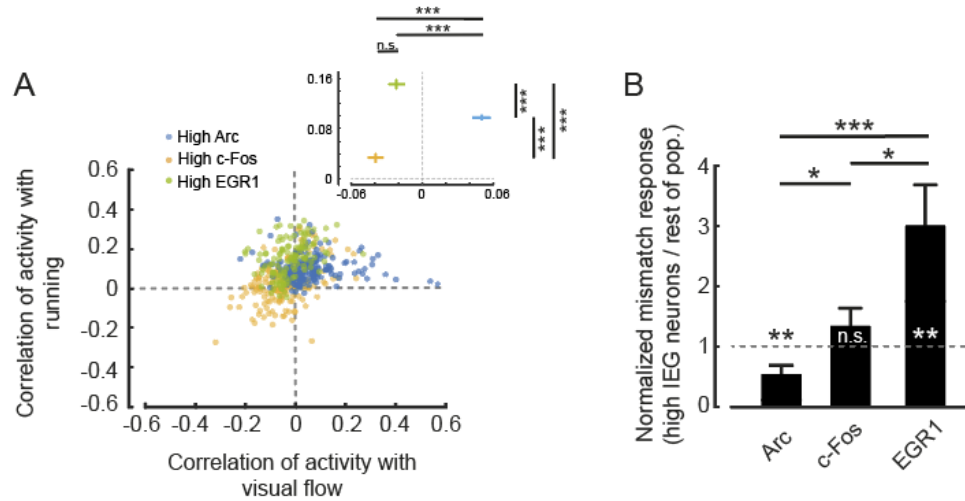 ***
***
n.s.
A
High Arc
High c-Fos
High EGR1
0.16
0.08
0
-0.06
0
0.06
***
***
***
Correlation of activity with
running
0.6
0.4
0.2
0
-0.2
-0.4
-0.6
-0.6
-0.4
-0.2
0
0.2
0.4
0.6
Correlation of activity with
visual flow
B
Normalized mismatch response
(high IEG neurons / rest of pop.)
4
3
2
1
0
***
*
*
**
n.s.
**
Arc
c-Fos
EGR1